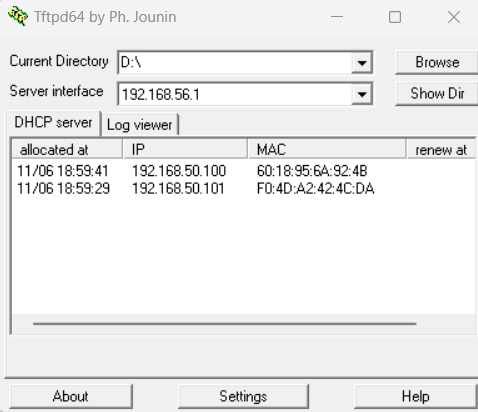 Tftpd64 by Ph. Jounin
Current Directory D:\ Browse
Server interface 192.168.56.1 Show Dir
DHCP server Log viewer
allocated at IP MAC renew at
11/06 18:59:41 192.168.50.100 60:18:95:6A:92:4B
11/06 18:59:29 192.168.50.101 F0:4D:A2:42:4C:DA
About Settings Help